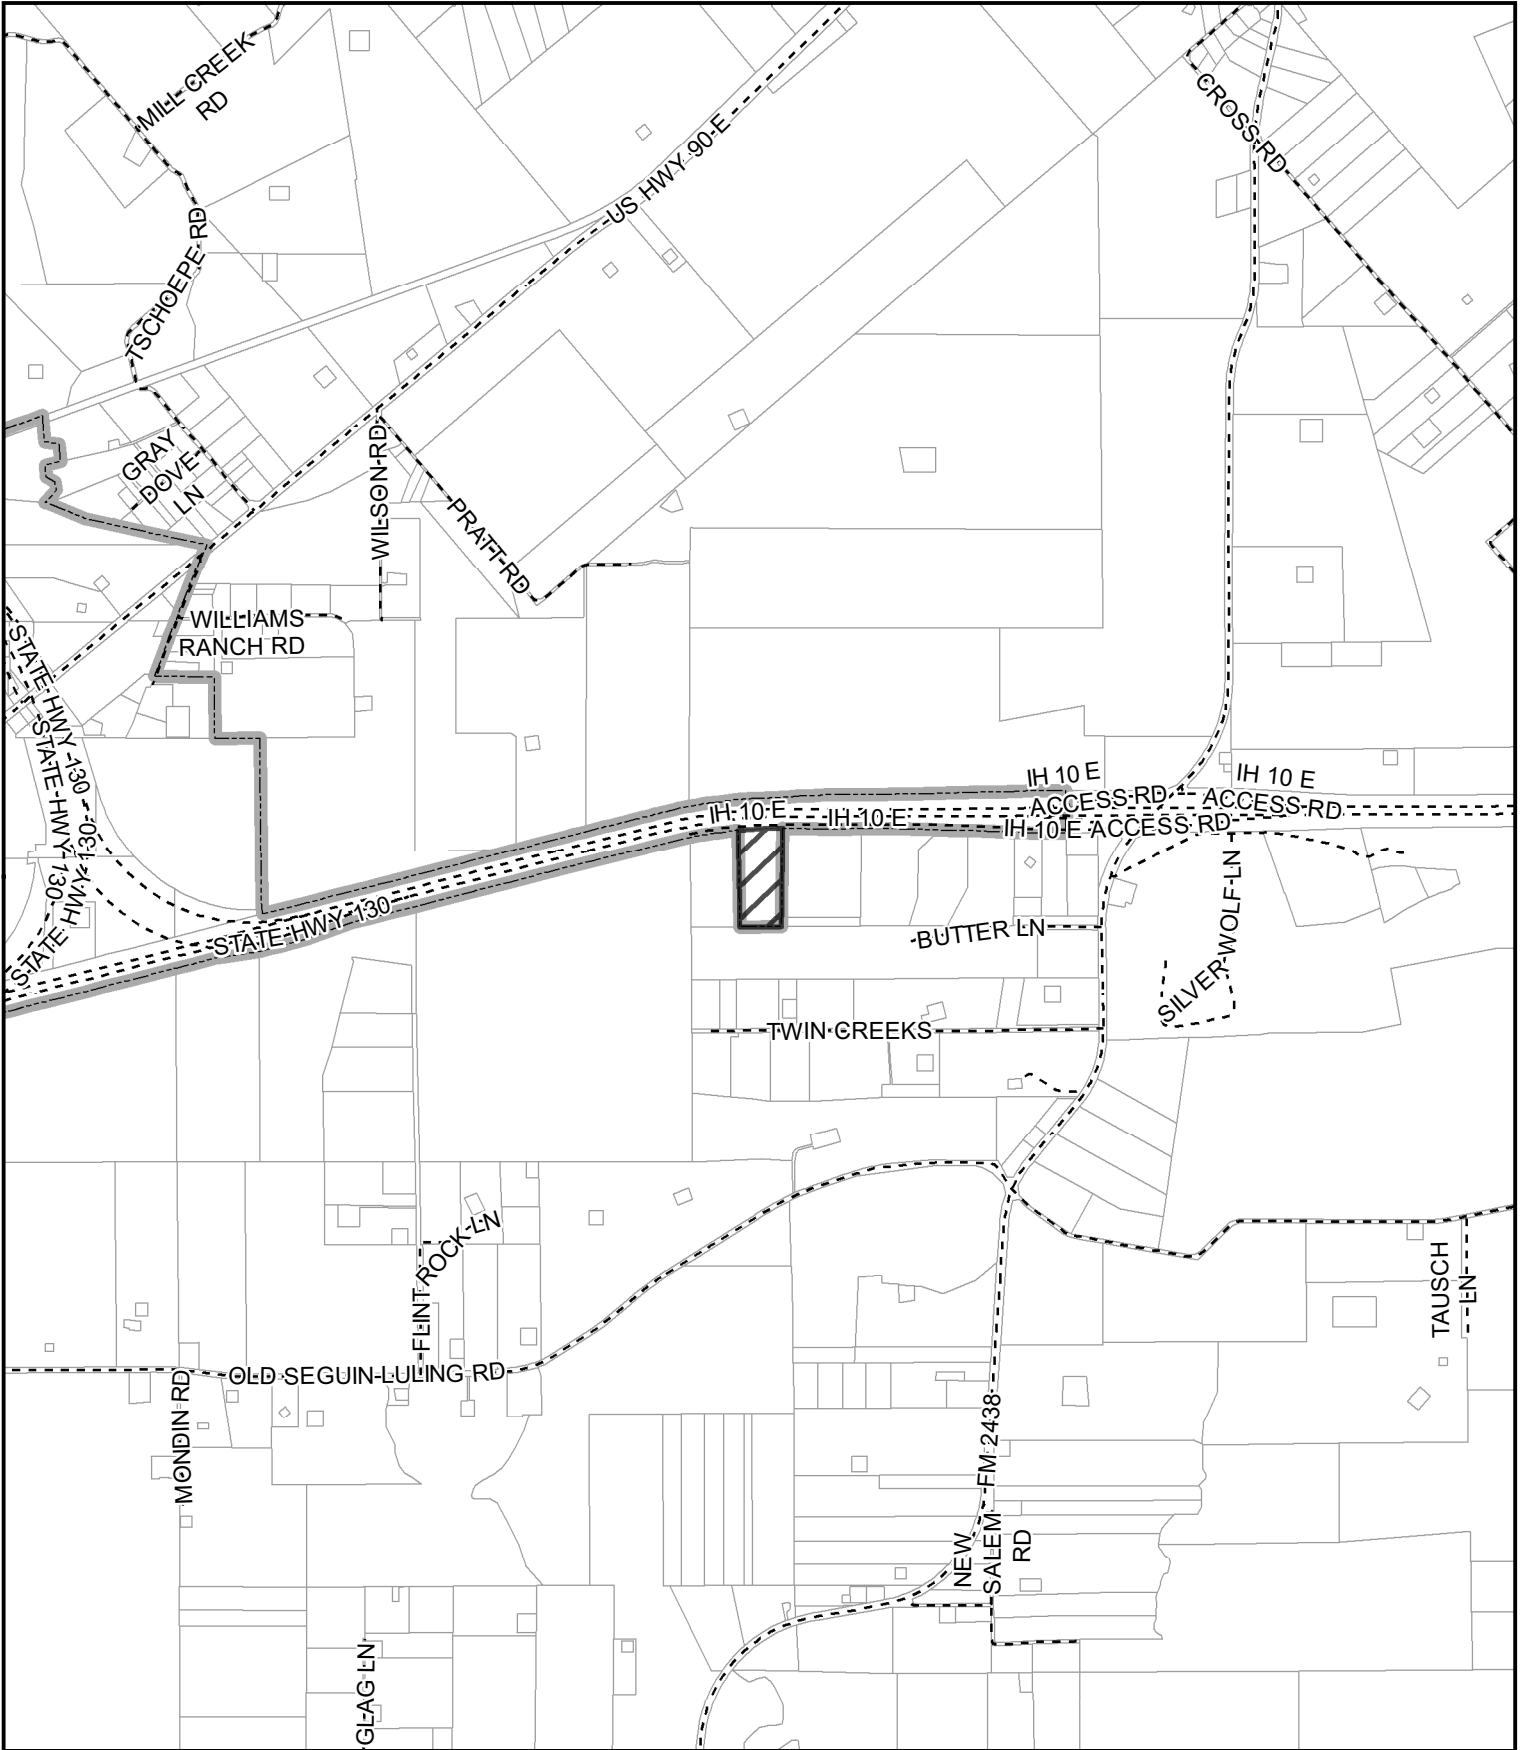 MILL CREEK
RD
CROSS RD
US HWY 90 E
TSCHOEPE RD
GRAY
DOVE
LN
WILSON RD
PRATT RD
WILLIAMS
RANCH RD
STATE HWY 130
STATE HWY 130
IH 10 E
IH 10 E
ACCESS RD
ACCESS RD
IH 10 E
IH 10 E
IH 10 E ACCESS RD
STATE HWY 130
STATE HWY 130
SILVER WOLF LN
BUTTER LN
TWIN CREEKS
FLINT ROCK LN
TAUSCH
LN
OLD SEGUIN-LULING RD
MONDIN RD
FM 2438
NEW
SALEM
RD
GLAG LN